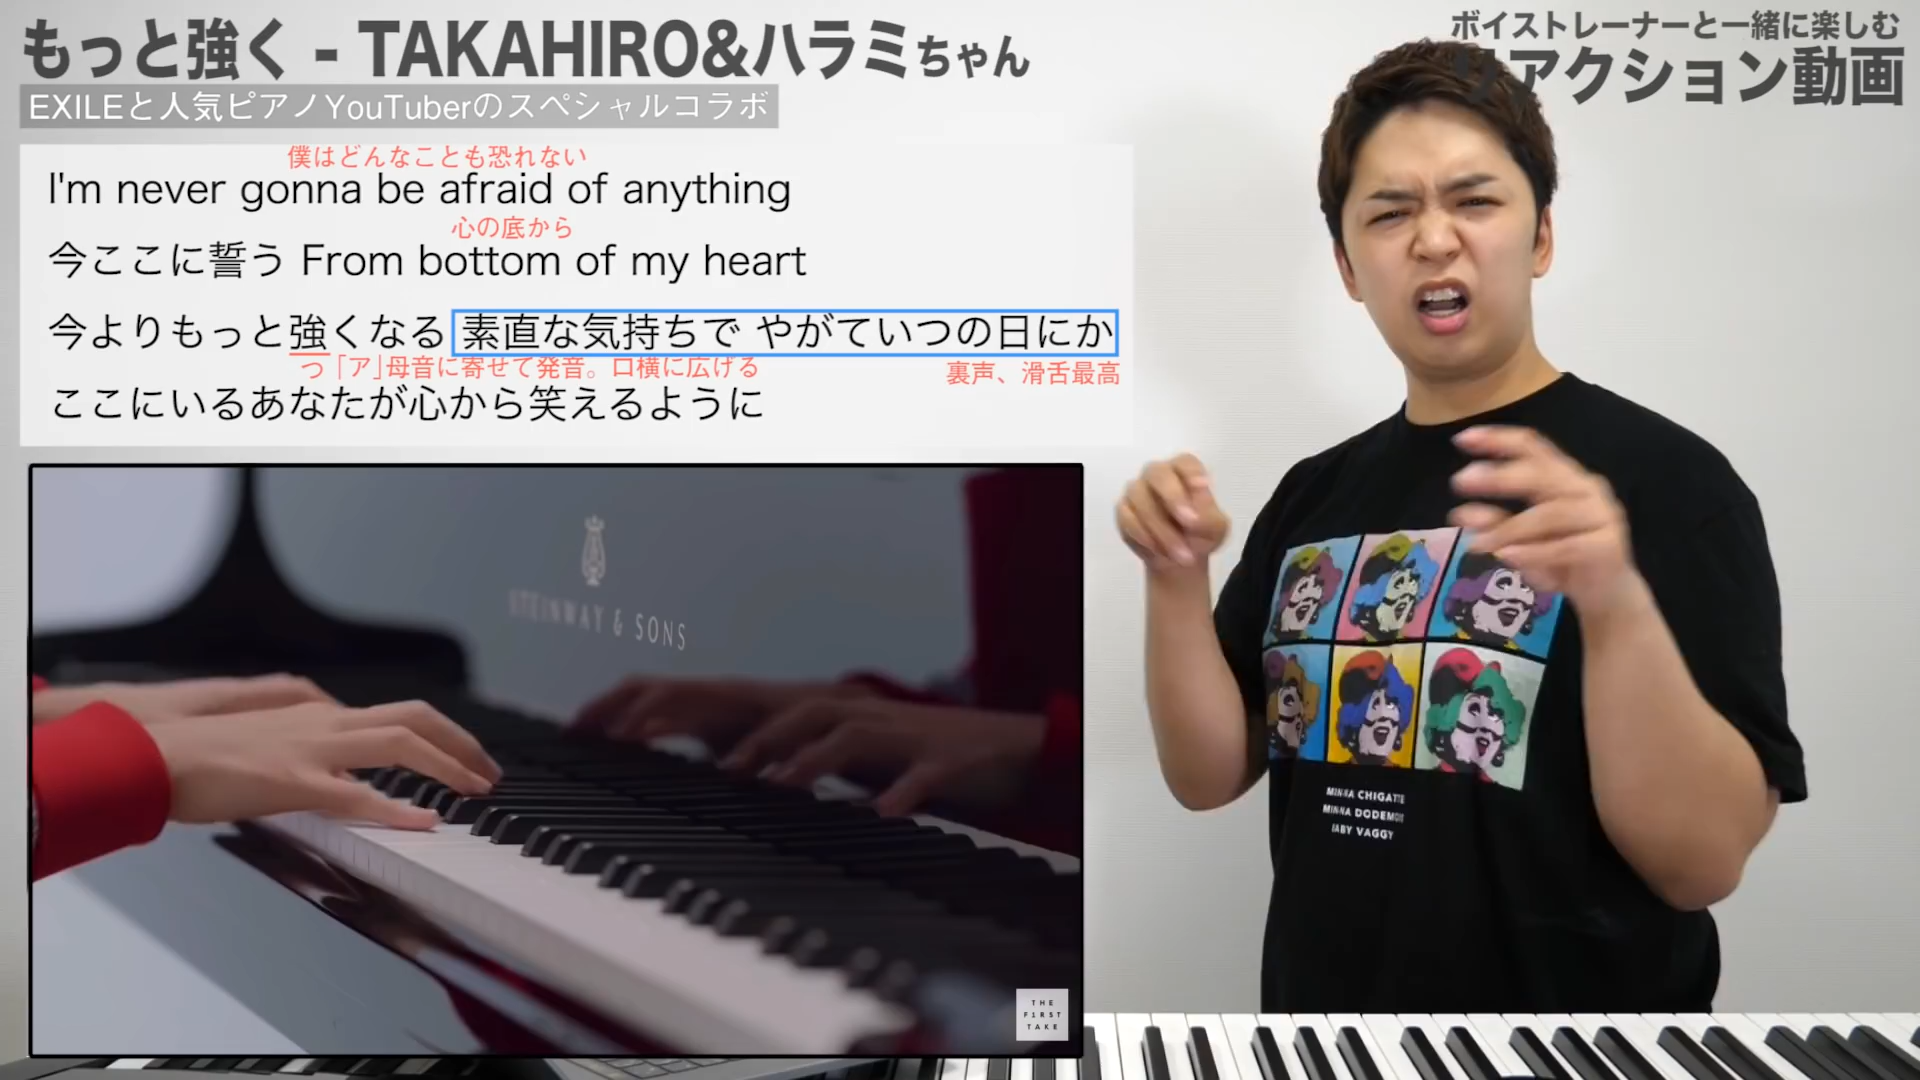 もっと強く - TAKAHIRO&ハラミちゃん
EXILEと人気ピアノYouTuberのスペシャルコラボ
ボイストレーナーと一緒に楽しむ
リアクション動画
僕はどんなことも恐れない
I'm never gonna be afraid of anything
心の底から
今ここに誓う From bottom of my heart
今よりもっと強くなる 素直な気持ちで やがていつの日にか
つ「ア」母音に寄せて発音。口横に広げる
裏声、滑舌最高
ここにいるあなたが心から笑えるように
STEINWAY & SONS
THE
F1RST
TAKE
MINNA CHIGATTE
MINNA DODEMOII
BABY VAGGY